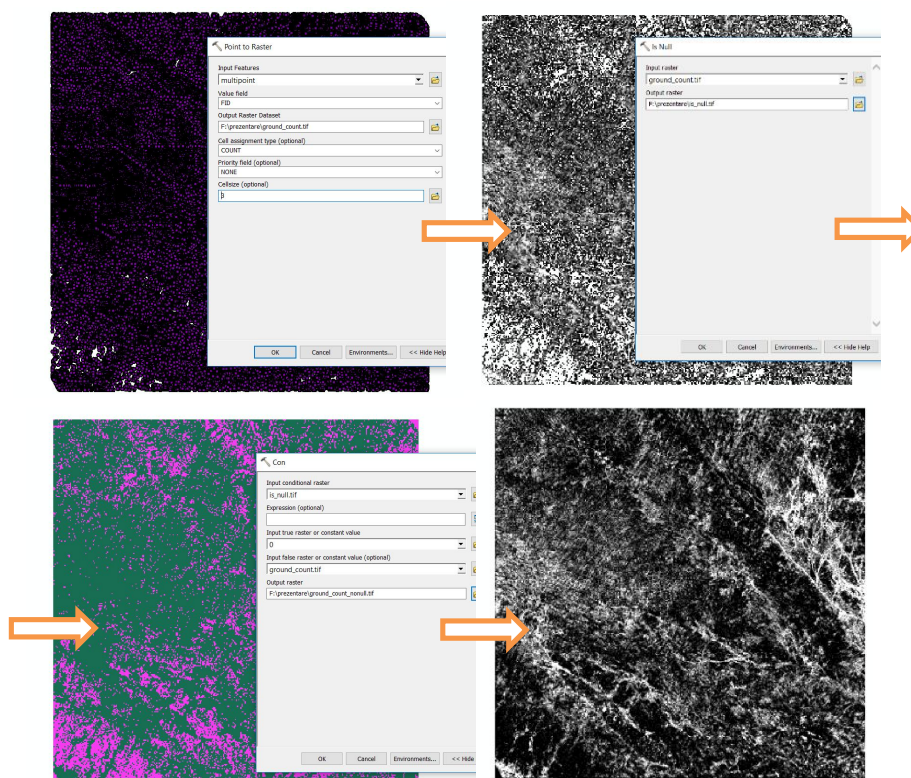 Point to Raster
Input Features
multipoint
Value field
FID
Output Raster Dataset
F:\prezentare\ground_count.tif
Cell assignment type (optional)
COUNT
Priority field (optional)
NONE
Cellsize (optional)
3
OK Cancel Environments... << Hide Help
Is Null
Input raster
ground_count.tif
Output raster
F:\prezentare\is_null.tif
OK Cancel Environments... << Hide Help
Con
Input conditional raster
is_null.tif
Expression (optional)
Input true raster or constant value
0
Input false raster or constant value (optional)
ground_count.tif
Output raster
F:\prezentare\ground_count_nonull.tif
OK Cancel Environments... << Hide